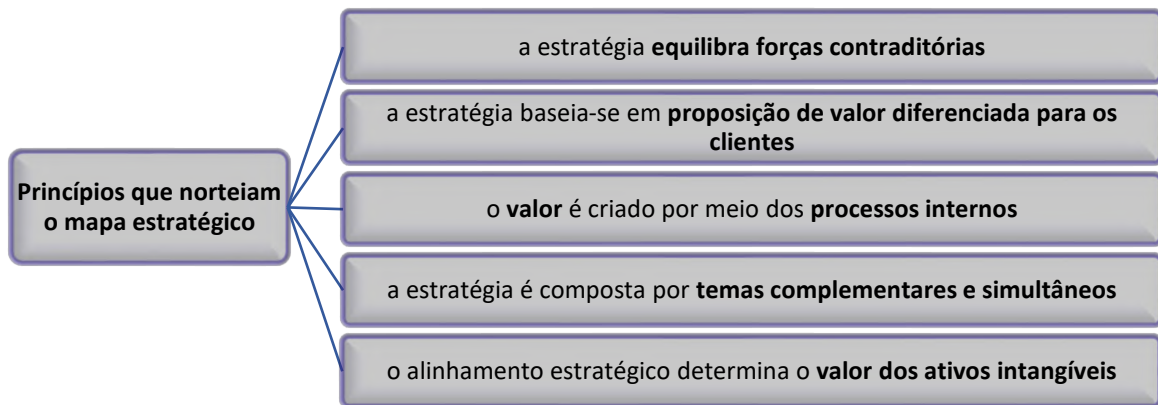 Princípios que norteiam
o mapa estratégico
a estratégia equilibra forças contraditórias
a estratégia baseia-se em proposição de valor diferenciada para os
clientes
o valor é criado por meio dos processos internos
a estratégia é composta por temas complementares e simultâneos
o alinhamento estratégico determina o valor dos ativos intangíveis